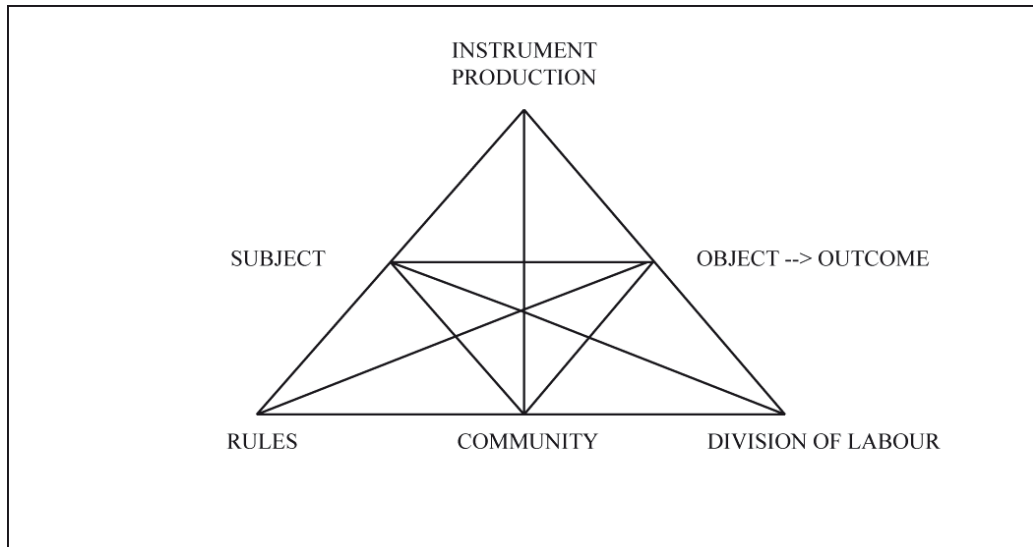 INSTRUMENT
PRODUCTION
SUBJECT
OBJECT --> OUTCOME
RULES
COMMUNITY
DIVISION OF LABOUR